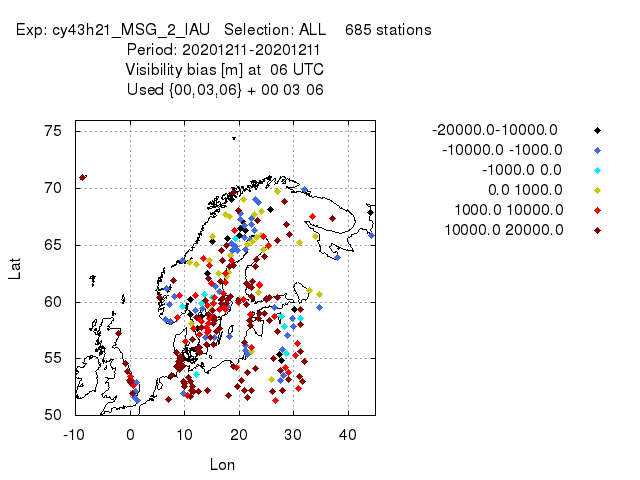 Exp: cy43h21_MSG_2_IAU   Selection: ALL    685 stations
Period: 20201211-20201211
Visibility bias [m] at  06 UTC
Used {00,03,06} + 00 03 06
-20000.0-10000.0
-10000.0 -1000.0
-1000.0 0.0
0.0 1000.0
1000.0 10000.0
10000.0 20000.0
75
70
65
60
55
50
Lat
-10 0 10 20 30 40
Lon